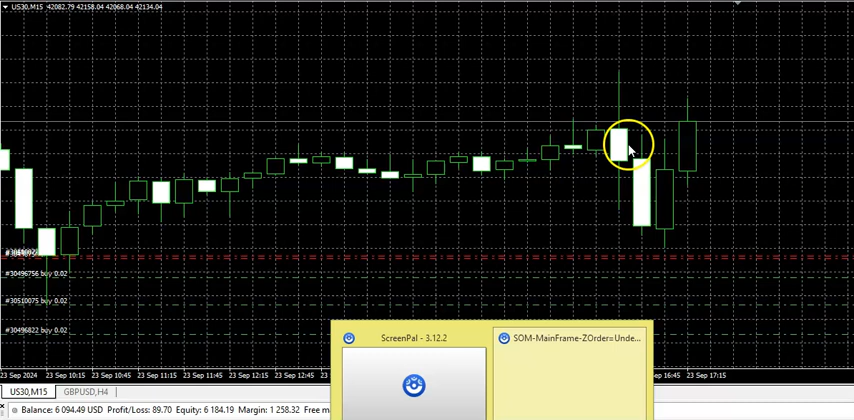 US30,M15 42082.79 42158.04 42068.04 42134.04
#30496756 buy 0.02
#30510075 buy 0.02
#30496822 buy 0.02
ScreenPal - 3.12.2
SOM-MainFrame-ZOrder=Unde...
23 Sep 2024 23 Sep 10:15 23 Sep 10:45 23 Sep 11:15 23 Sep 11:45 23 Sep 12:15 23 Sep 12:45 23 S 16:45 23 Sep 17:15
US30,M15 GBPUSD,H4
Balance: 6 094.49 USD Profit/Loss: 89.70 Equity: 6 184.19 Margin: 1 258.32 Free m